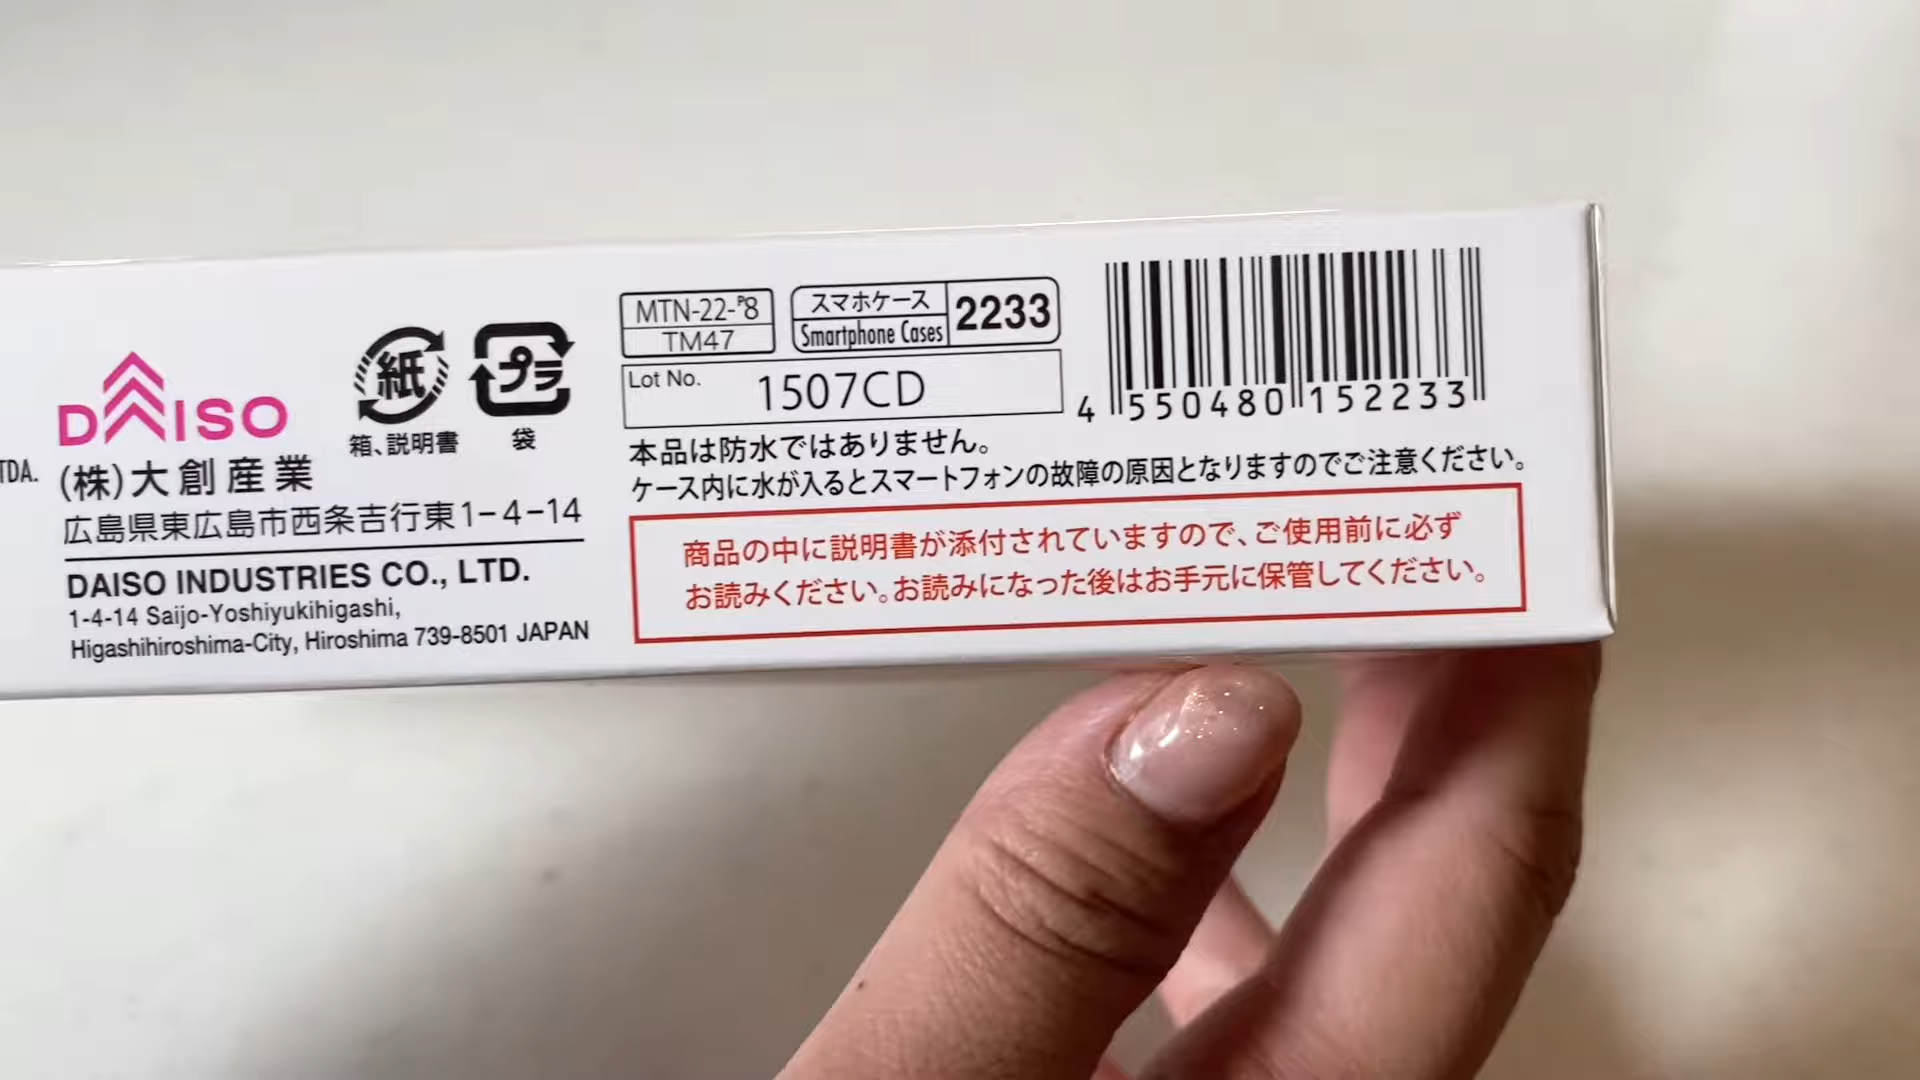 TDA.
DAISO
(株)大創産業
広島県東広島市西条吉行東1-4-14
DAISO INDUSTRIES CO., LTD.
1-4-14 Saijo-Yoshiyukihigashi,
Higashihiroshima-City, Hiroshima 739-8501 JAPAN
紙
箱、説明書
プラ
袋
MTN-22-P8
TM47
スマホケース
Smartphone Cases
2233
Lot No. 1507CD
4 550480 152233
本品は防水ではありません。
ケース内に水が入るとスマートフォンの故障の原因となりますのでご注意ください。
商品の中に説明書が添付されていますので、ご使用前に必ず
お読みください。お読みになった後はお手元に保管してください。